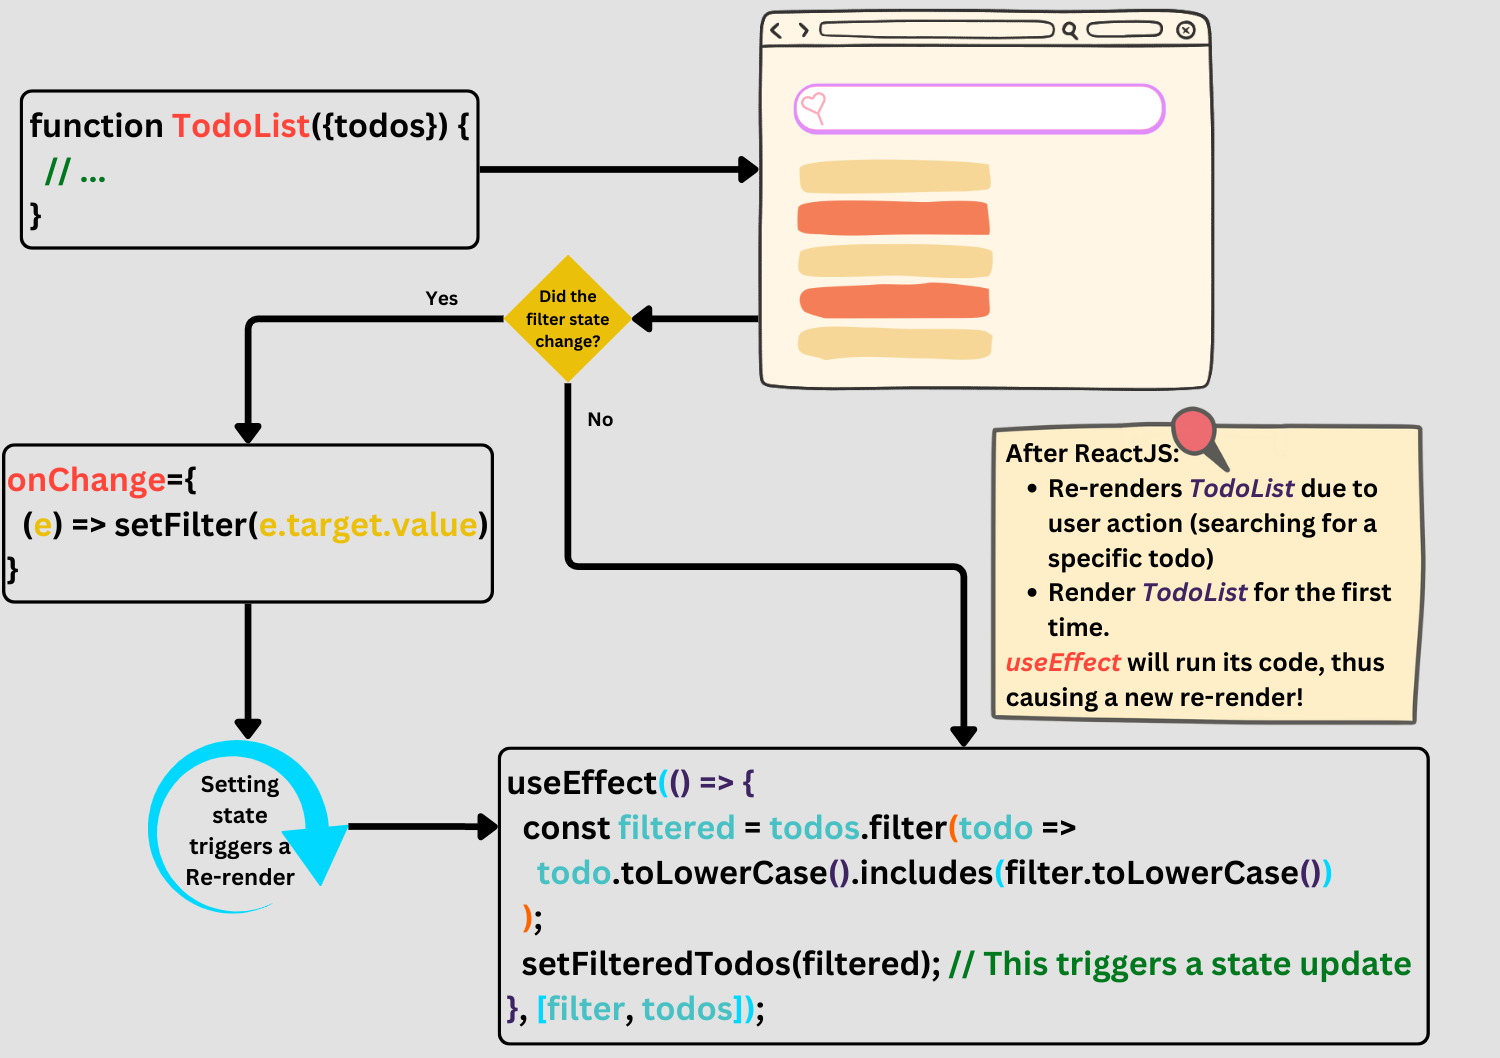 function TodoList({todos}) {
// ...
}
Did the
filter state
change?
Yes
No
onChange={
(e) => setFilter(e.target.value)
}
After ReactJS:
• Re-renders TodoList due to
user action (searching for a
specific todo)
• Render TodoList for the first
time.
useEffect will run its code, thus
causing a new re-render!
Setting
state
triggers a
Re-render
useEffect(() => {
const filtered = todos.filter(todo =>
todo.toLowerCase().includes(filter.toLowerCase())
);
setFilteredTodos(filtered); // This triggers a state update
}, [filter, todos]);